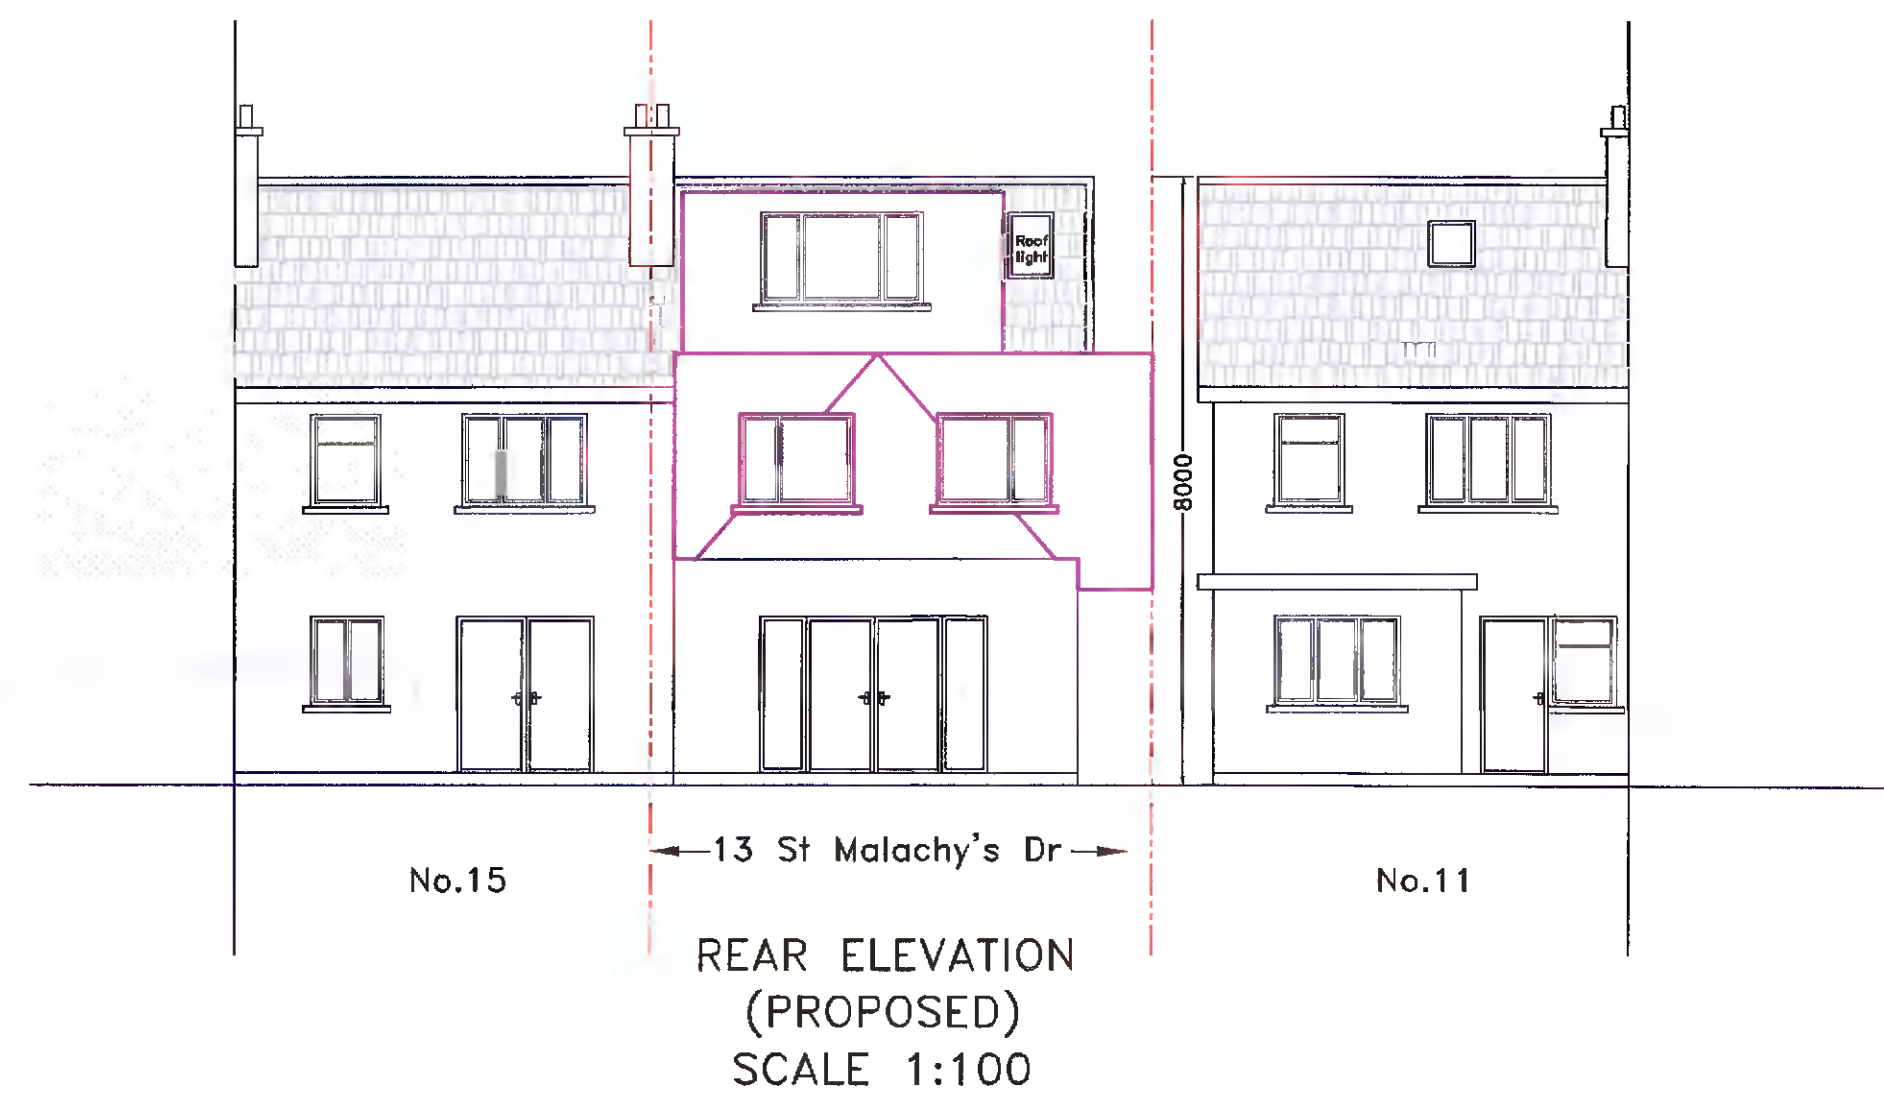 Roof
light
8000
13 St Malachy's Dr
No.15
No.11
REAR ELEVATION
(PROPOSED)
SCALE 1:100